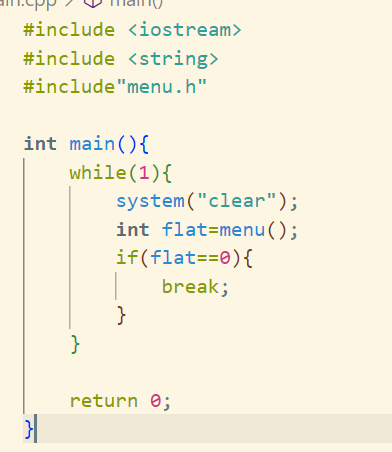 ain.cpp > main()
#include <iostream>
#include <string>
#include"menu.h"
int main(){
    while(1){
        system("clear");
        int flat=menu();
        if(flat==0){
            break;
        }
    }
    return 0;
}